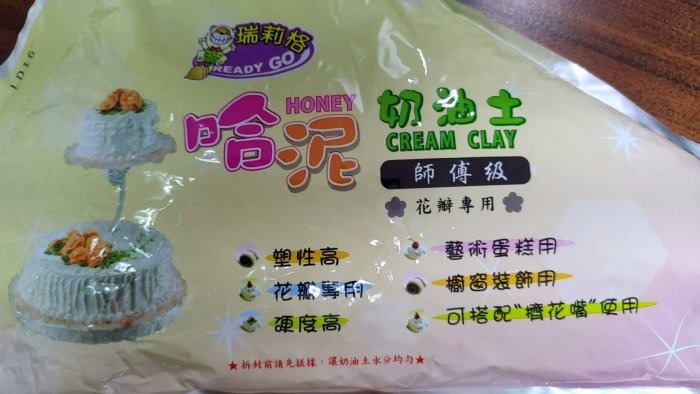 LD16
瑞莉格
READY GO
哈泥 HONEY
奶油土
CREAM CLAY
師傅級
花瓣專用
塑性高
花瓣專用
硬度高
藝術蛋糕用
櫥窗裝飾用
可搭配"擠花嘴"使用
★拆封前請先搓揉，讓奶油土水分均勻★